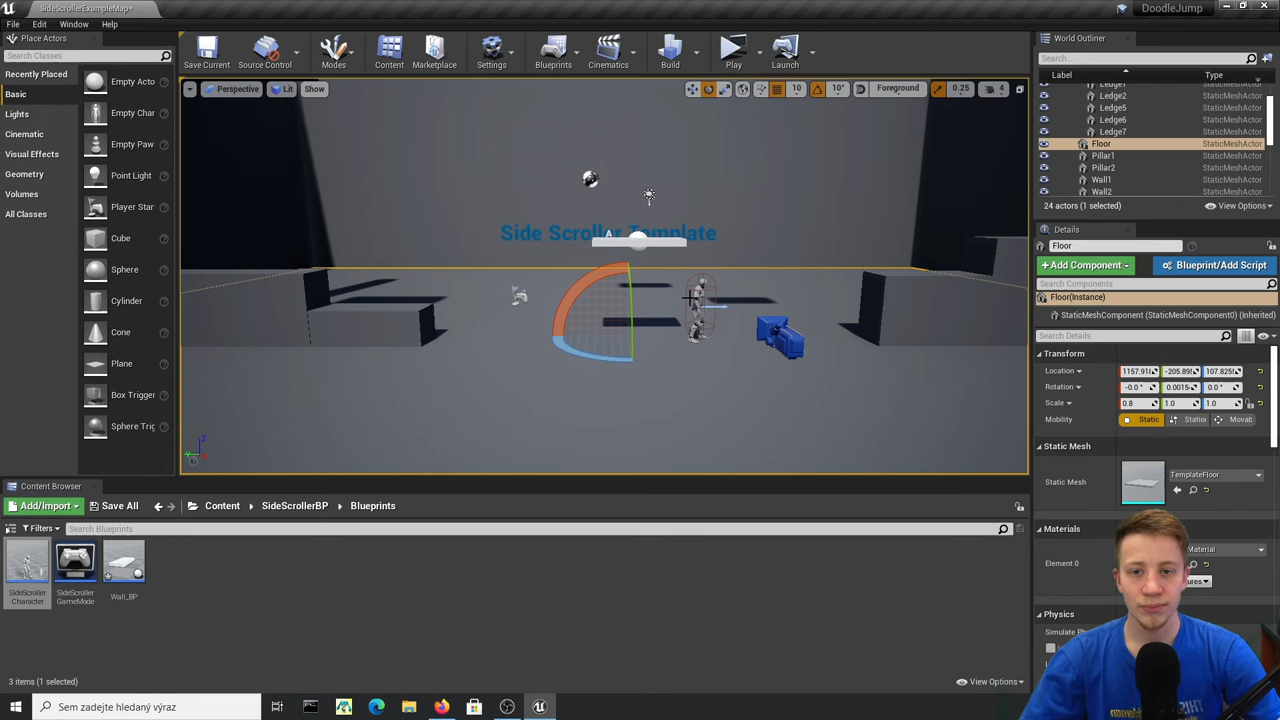 SideScrollerExampleMap*
DoodleJump
File Edit Window Help
Place Actors
Search Classes
Recently Placed
Basic
Lights
Cinematic
Visual Effects
Geometry
Volumes
All Classes
Empty Acto
Empty Char
Empty Paw
Point Light
Player Star
Cube
Sphere
Cylinder
Cone
Plane
Box Trigger
Sphere Trig
Save Current
Source Control
Modes
Content
Marketplace
Settings
Blueprints
Cinematics
Build
Play
Launch
Perspective
Lit
Show
10
10°
Foreground
0.25
4
Side Scroller Template
World Outliner
Search...
Label Type
Ledge1 StaticMeshActor
Ledge2 StaticMeshActor
Ledge5 StaticMeshActor
Ledge6 StaticMeshActor
Ledge7 StaticMeshActor
Floor StaticMeshActor
Pillar1 StaticMeshActor
Pillar2 StaticMeshActor
Wall1 StaticMeshActor
Wall2 StaticMeshActor
24 actors (1 selected)
View Options
Details
Floor
+Add Component
Blueprint/Add Script
Search Components
Floor(Instance)
StaticMeshComponent (StaticMeshComponent0) (Inherited)
Search Details
Transform
Location 1157.91 -205.89 107.825
Rotation -0.0° 0.0015 0.0°
Scale 0.8 1.0 1.0
Mobility Static Station Movab
Static Mesh
Static Mesh TemplateFloor
Materials
Element 0
Material
ures
Physics
Simulate Ph
Content Browser
Add/Import
Save All
Content
SideScrollerBP
Blueprints
Filters
Search Blueprints
SideScroller
Character
SideScroller
GameMode
Wall_BP
3 items (1 selected)
View Options
Sem zadejte hledaný výraz